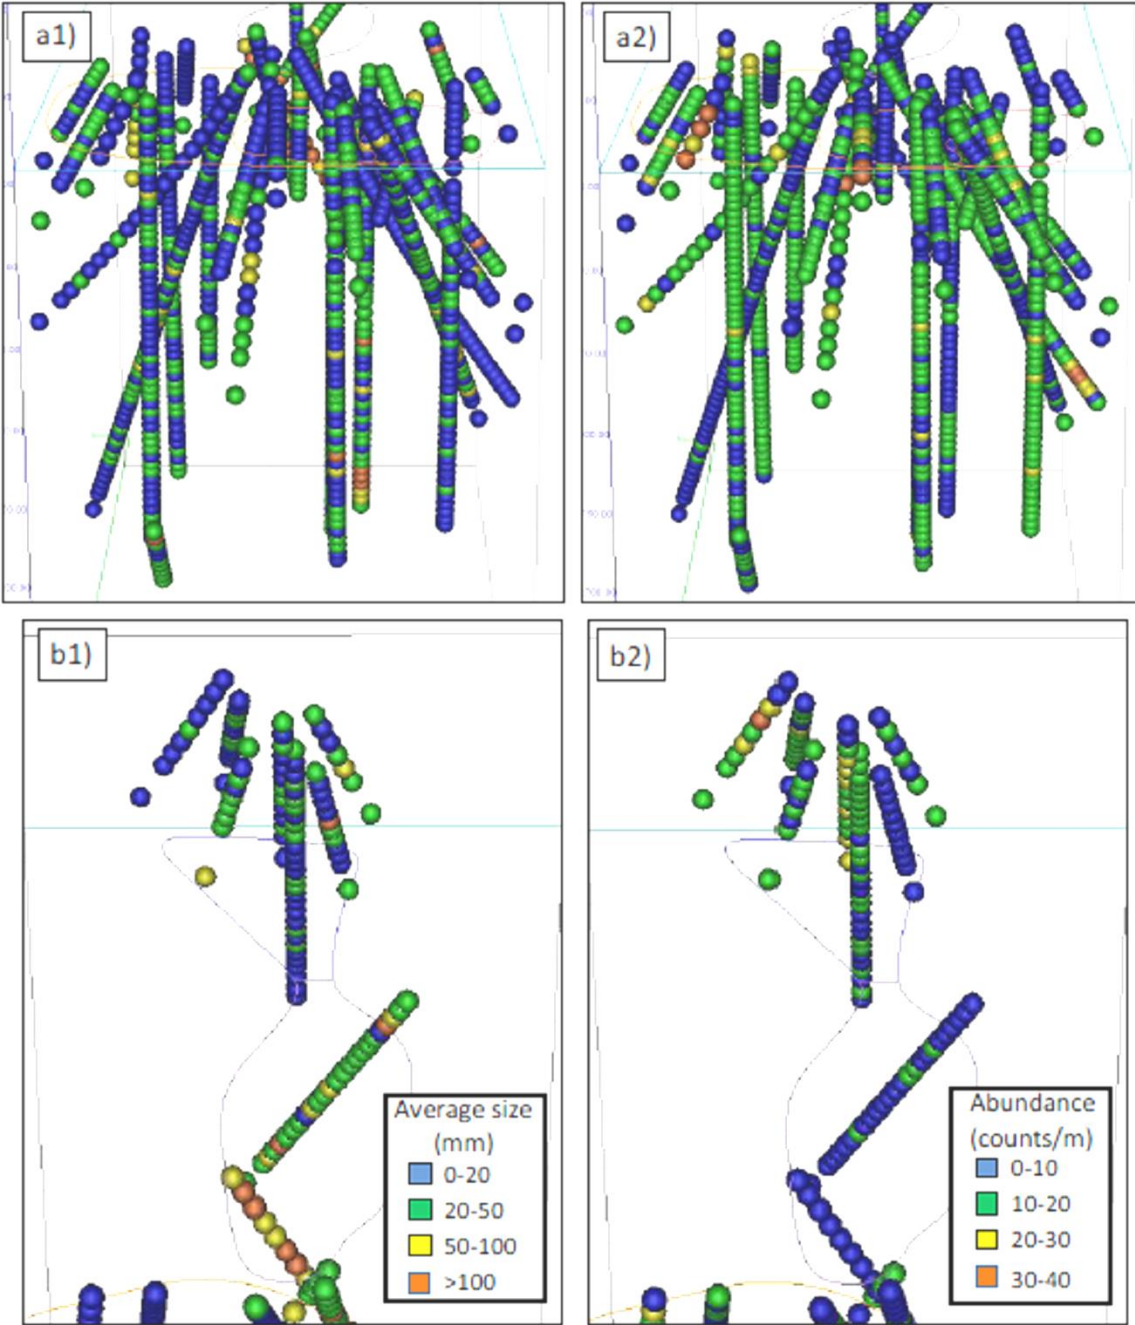 a1)
a2)
b1)
b2)
Average size
(mm)
0-20
20-50
50-100
>100
Abundance
(counts/m)
0-10
10-20
20-30
30-40